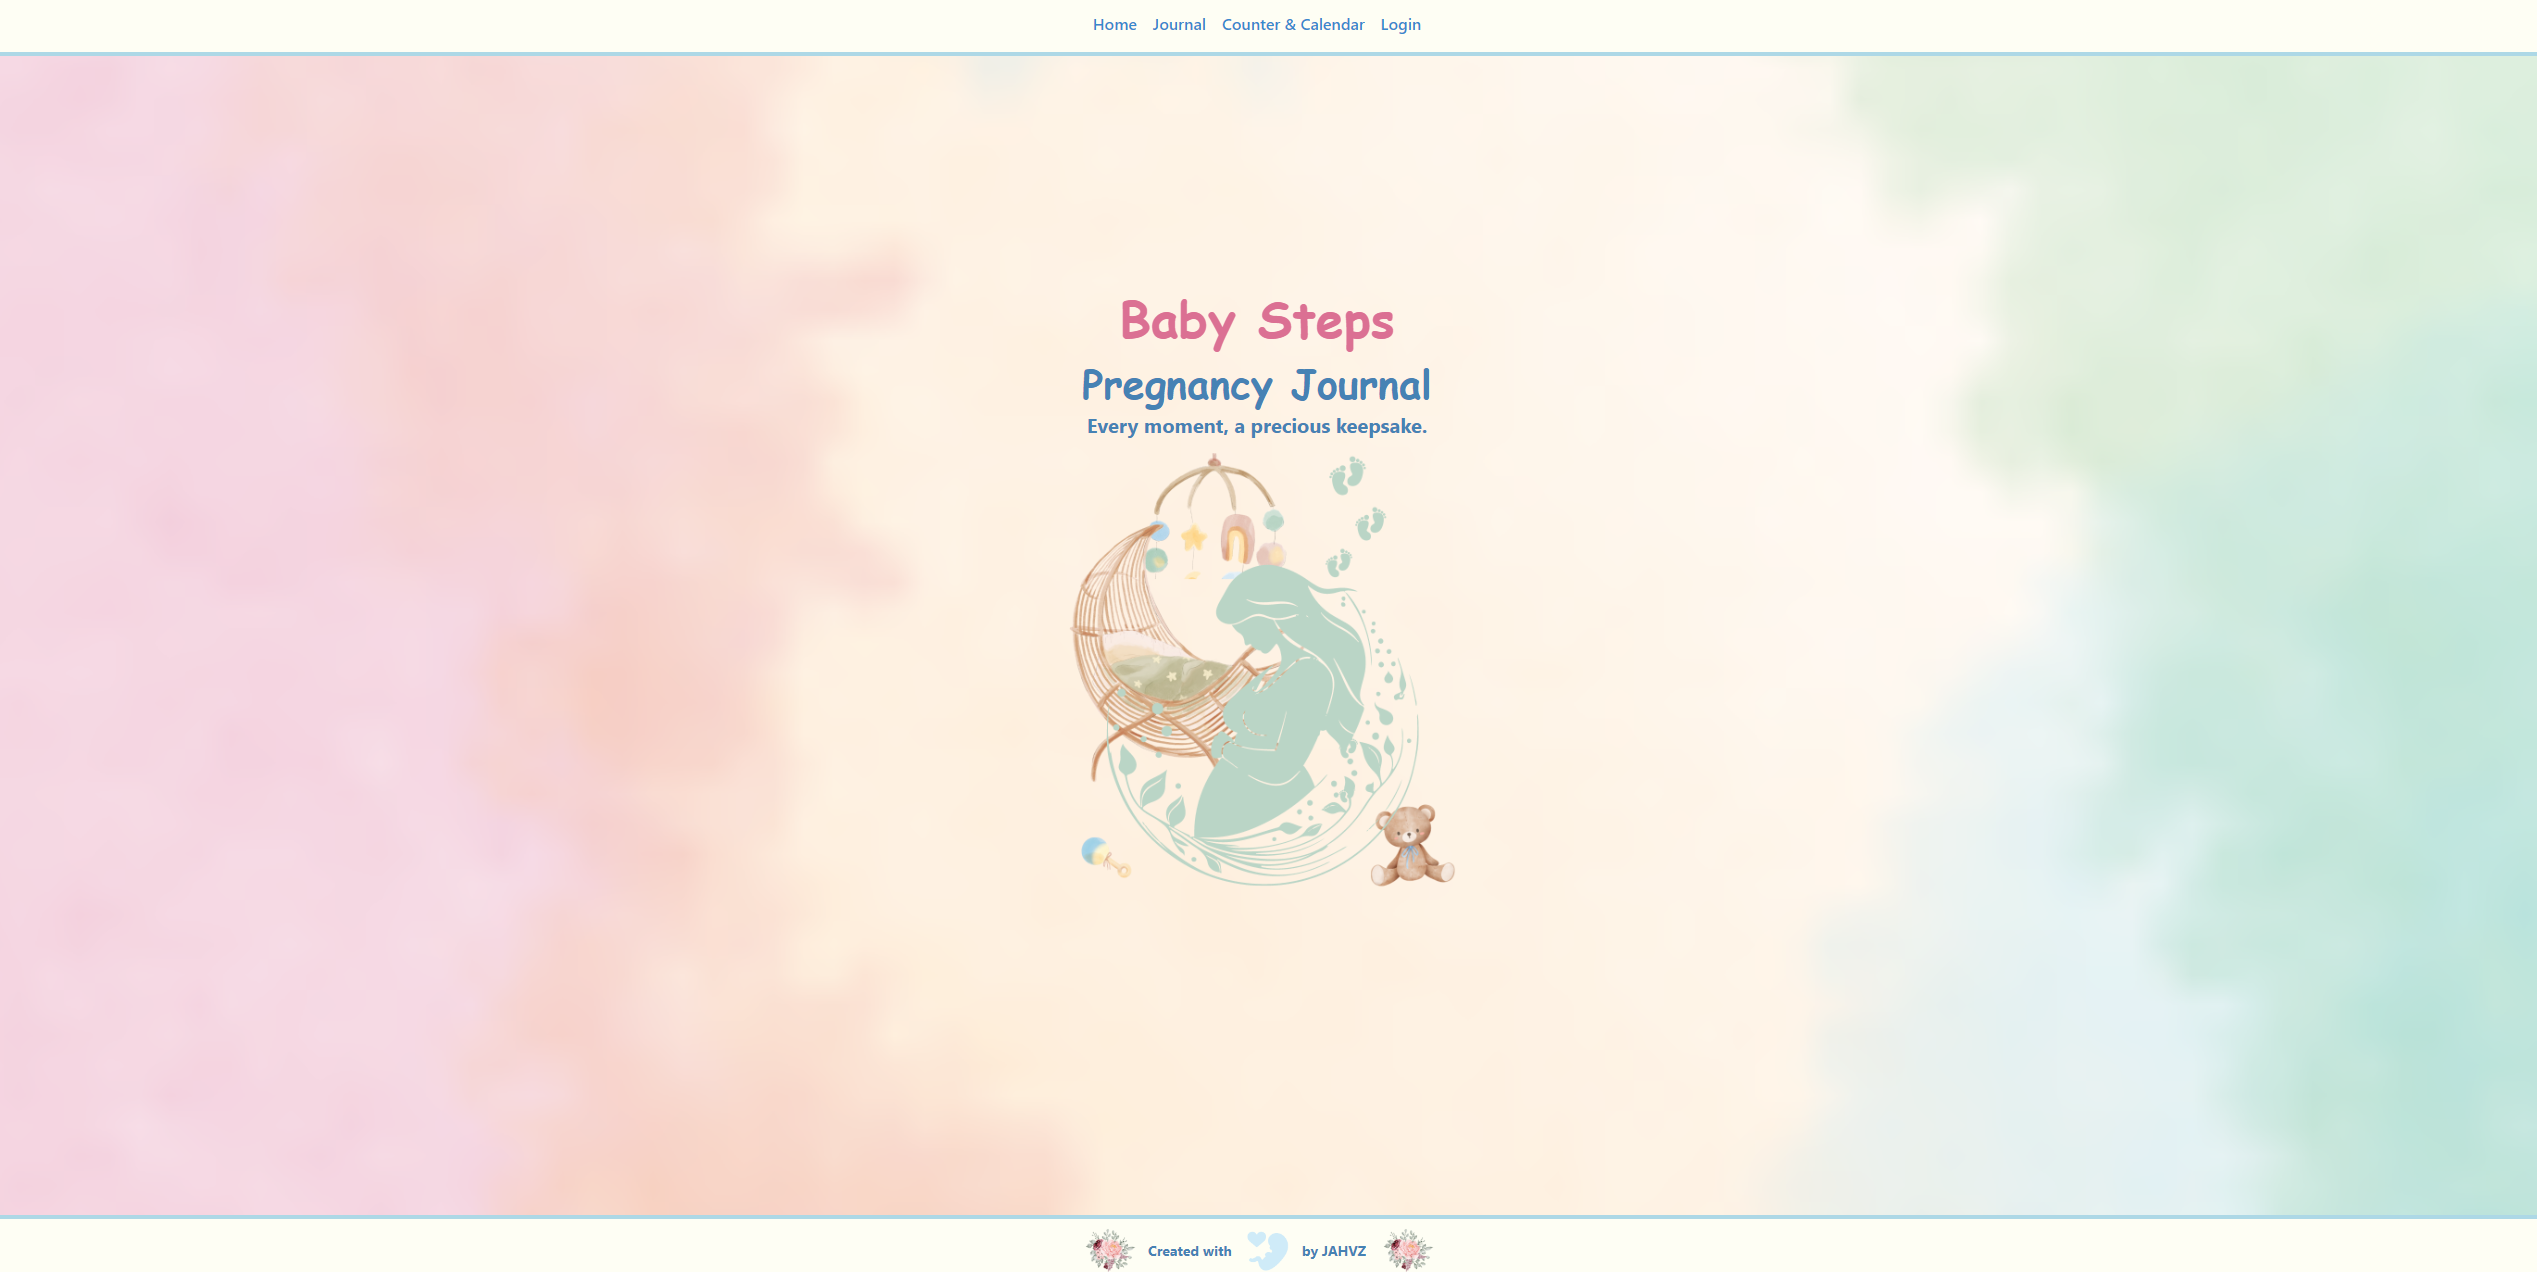 Home Journal Counter & Calendar Login
Baby Steps
Pregnancy Journal
Every moment, a precious keepsake.
Created with by JAHVZ